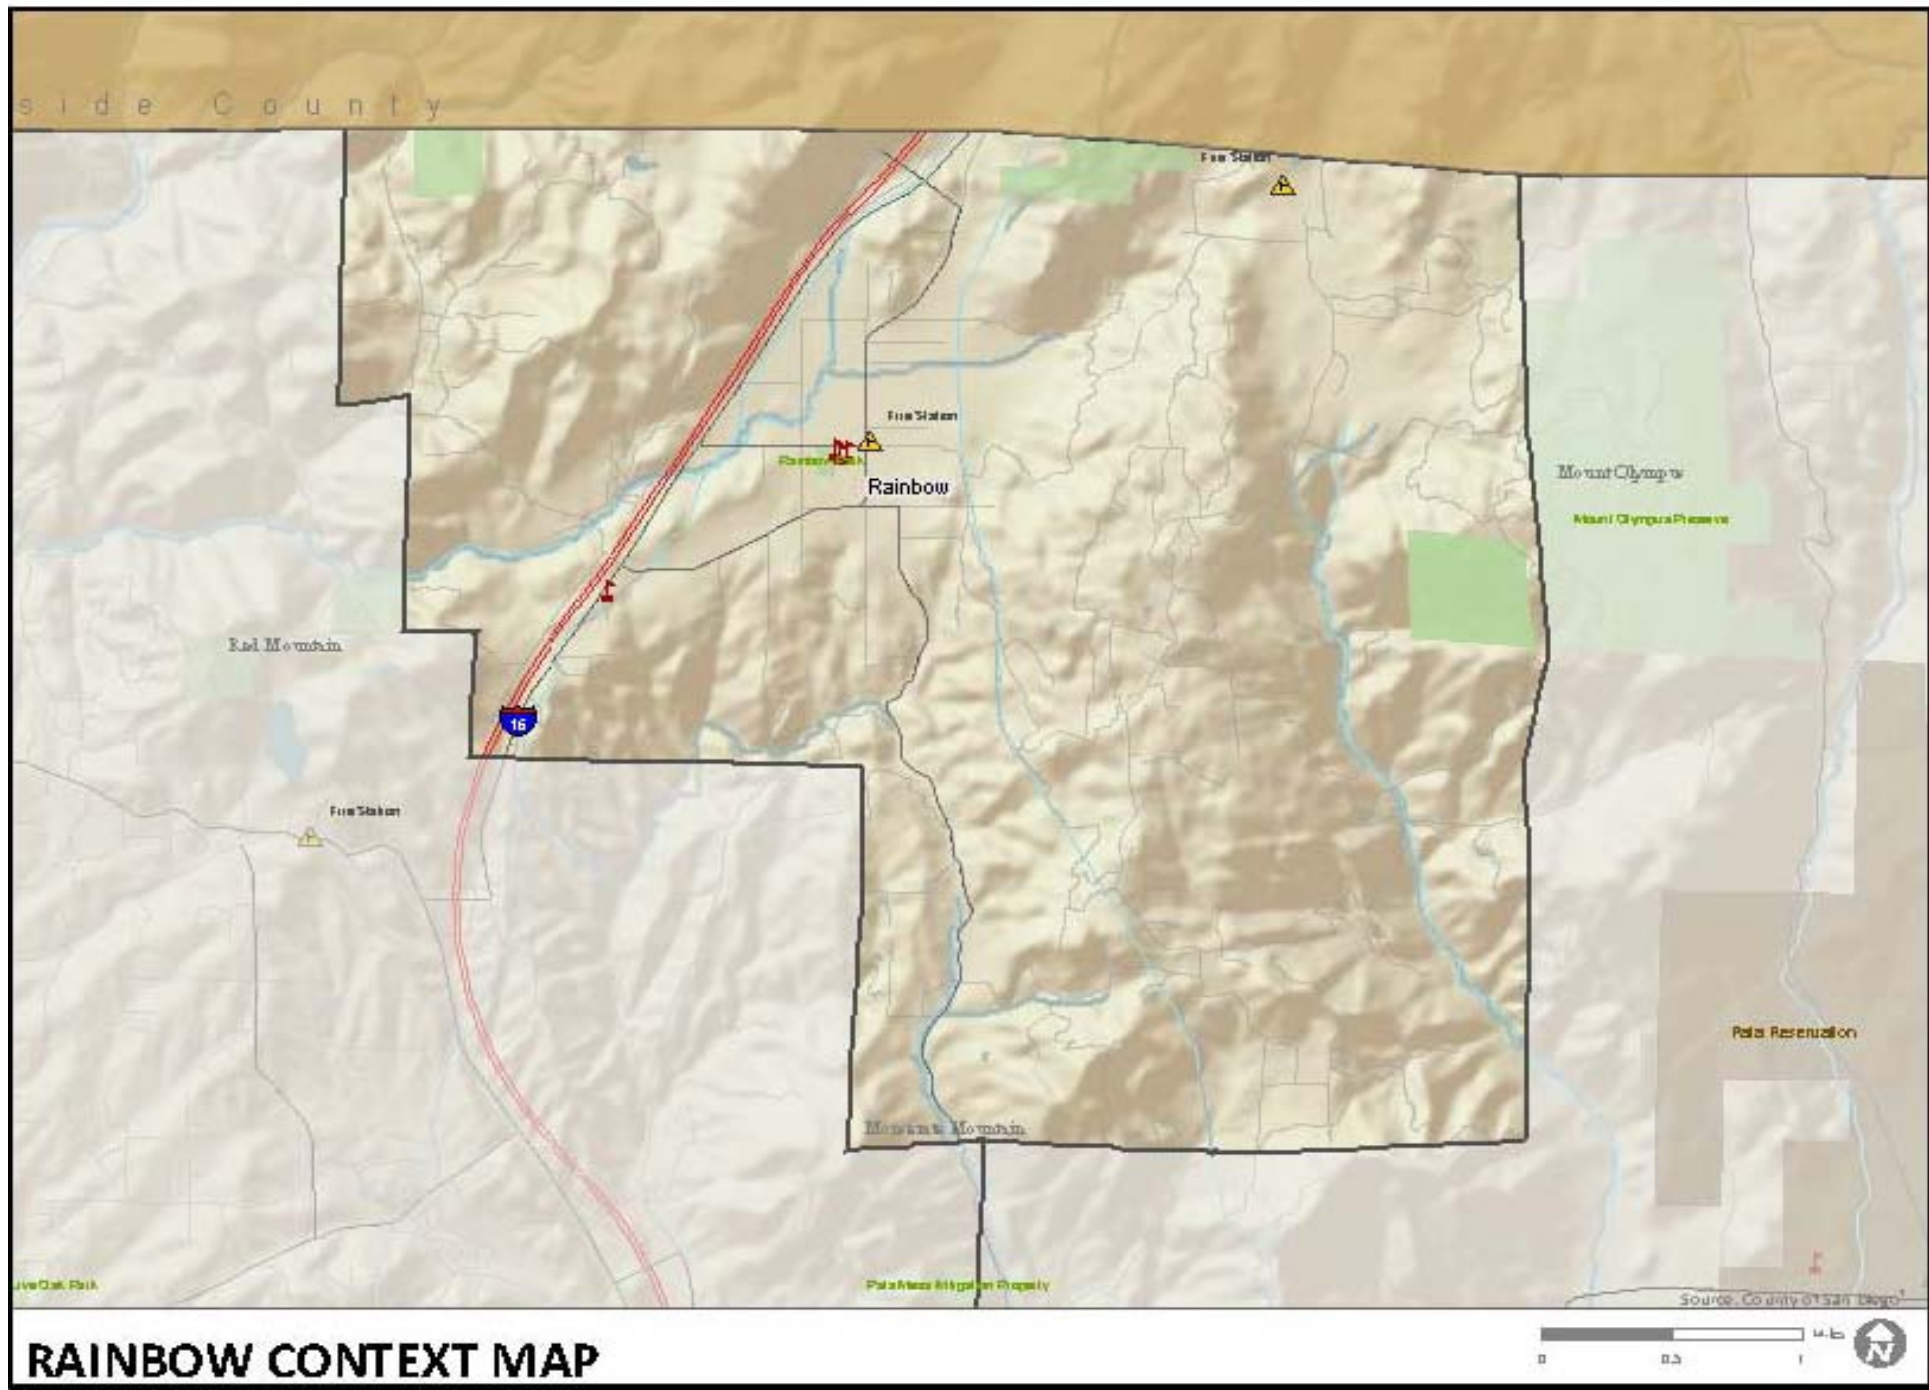 side County
Fire Station
Fire Station
Rainbow
Mount Olympus
Mount Olympus Preserve
Red Mountain
16
Fire Station
Pala Reservation
Mountain
Live Oak Park
Pala Mesa Mitigation Property
Source: County of San Diego
RAINBOW CONTEXT MAP
0 0.5 1
N